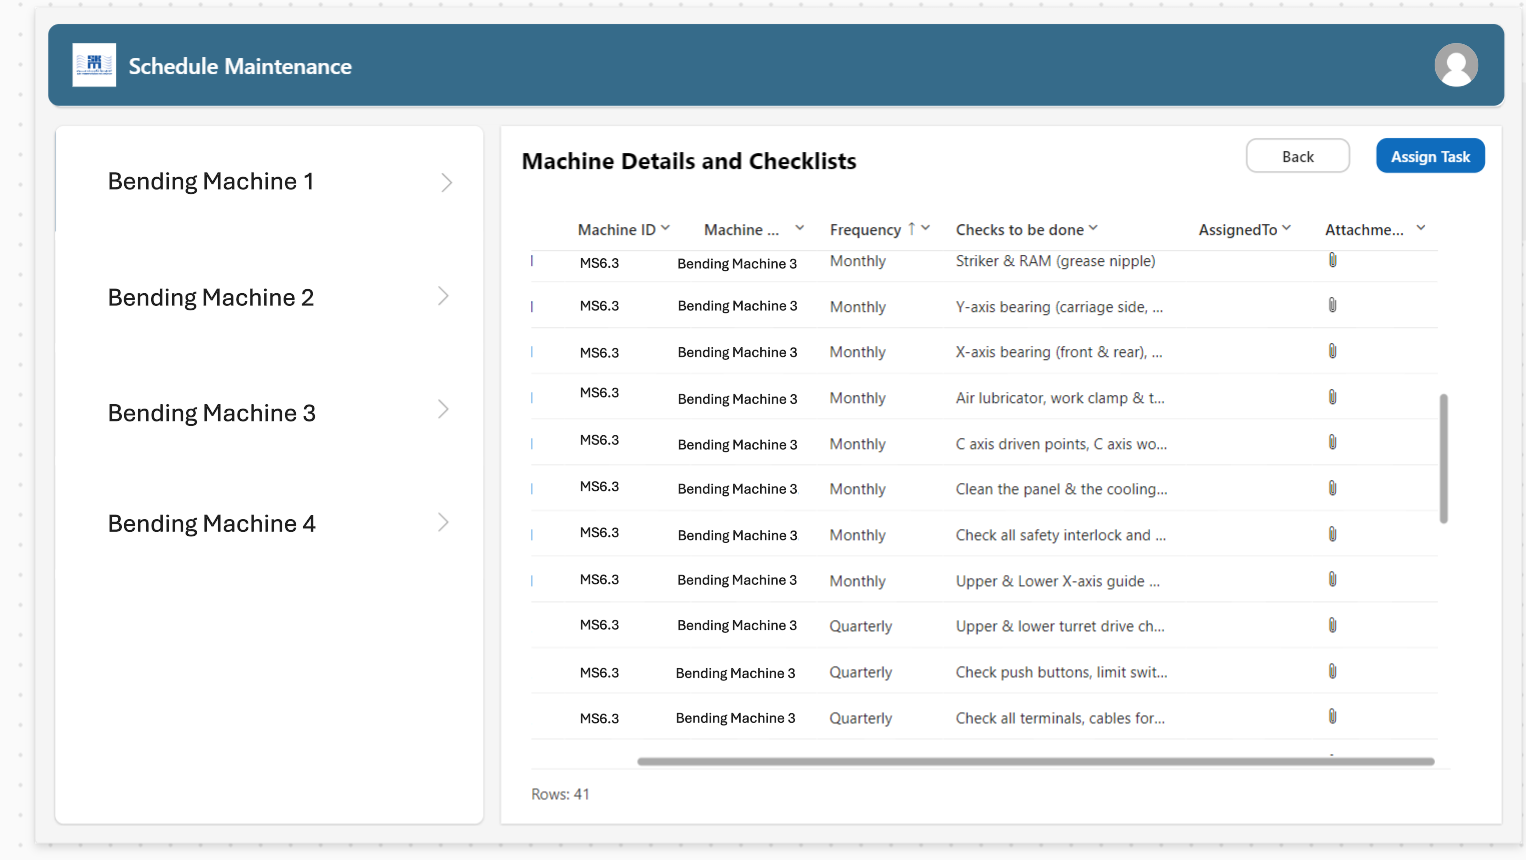 Schedule Maintenance
Bending Machine 1
Bending Machine 2
Bending Machine 3
Bending Machine 4
Machine Details and Checklists
Back
Assign Task
Machine ID Machine ... Frequency ↑ Checks to be done AssignedTo Attachme...
MS6.3 Bending Machine 3 Monthly Striker & RAM (grease nipple)
MS6.3 Bending Machine 3 Monthly Y-axis bearing (carriage side, ...
MS6.3 Bending Machine 3 Monthly X-axis bearing (front & rear), ...
MS6.3 Bending Machine 3 Monthly Air lubricator, work clamp & t...
MS6.3 Bending Machine 3 Monthly C axis driven points, C axis wo...
MS6.3 Bending Machine 3 Monthly Clean the panel & the cooling...
MS6.3 Bending Machine 3 Monthly Check all safety interlock and ...
MS6.3 Bending Machine 3 Monthly Upper & Lower X-axis guide ...
MS6.3 Bending Machine 3 Quarterly Upper & lower turret drive ch...
MS6.3 Bending Machine 3 Quarterly Check push buttons, limit swit...
MS6.3 Bending Machine 3 Quarterly Check all terminals, cables for...
Rows: 41